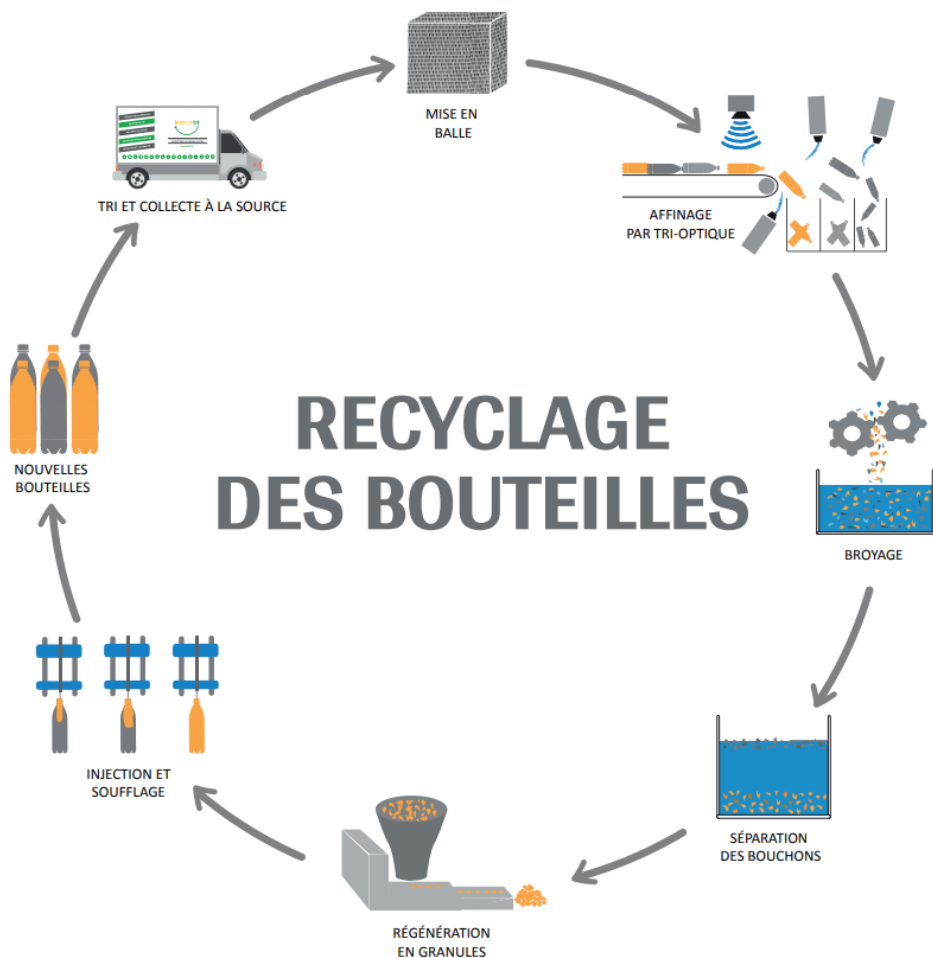 MISE EN
BALLE
TRI ET COLLECTE À LA SOURCE
AFFINAGE
PAR TRI-OPTIQUE
RECYCLAGE
DES BOUTEILLES
NOUVELLES
BOUTEILLES
BROYAGE
INJECTION ET
SOUFFLAGE
SÉPARATION
DES BOUCHONS
RÉGÉNÉRATION
EN GRANULES